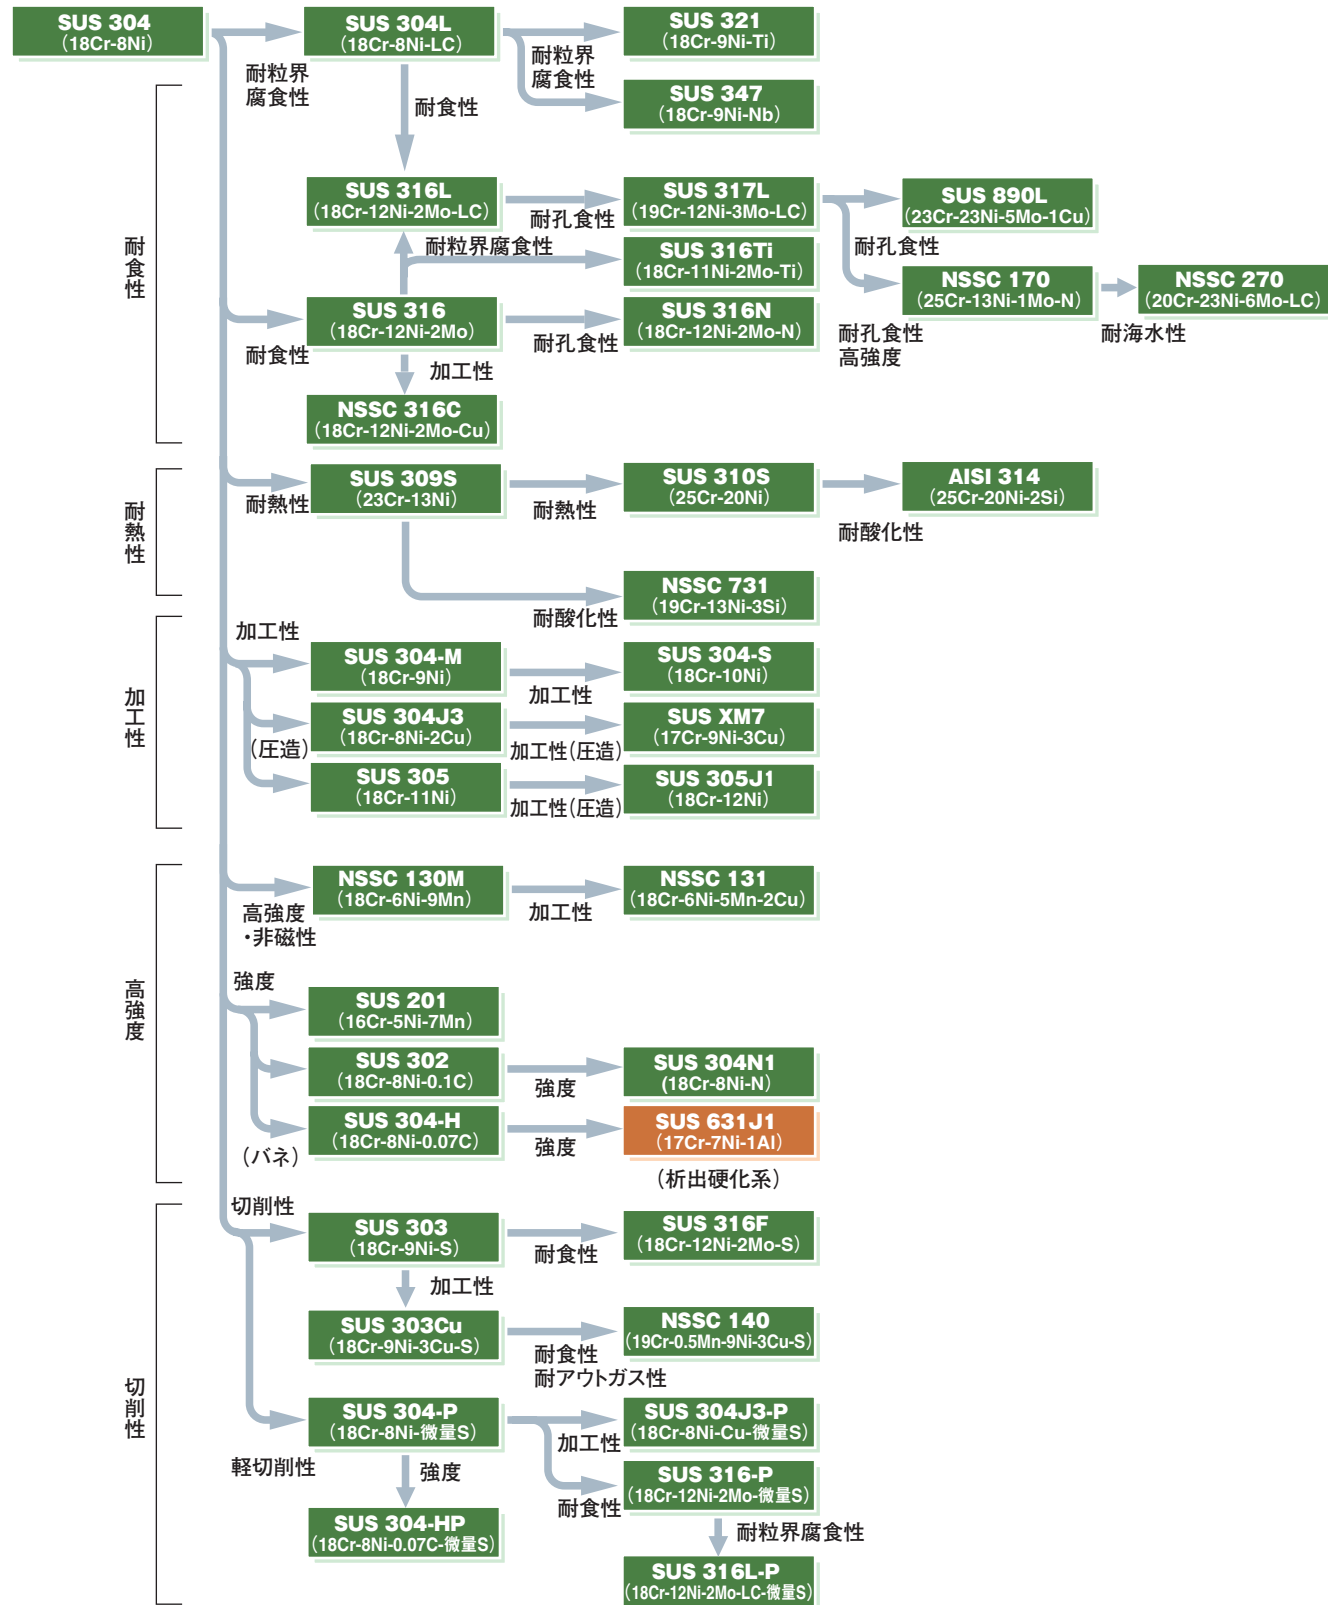 SUS 304
(18Cr-8Ni)
SUS 304L
(18Cr-8Ni-LC)
SUS 321
(18Cr-9Ni-Ti)
耐粒界
腐食性
耐粒界
腐食性
耐食性
SUS 347
(18Cr-9Ni-Nb)
耐食性
SUS 316L
(18Cr-12Ni-2Mo-LC)
耐孔食性
SUS 317L
(19Cr-12Ni-3Mo-LC)
SUS 890L
(23Cr-23Ni-5Mo-1Cu)
耐孔食性
耐粒界腐食性
SUS 316Ti
(18Cr-11Ni-2Mo-Ti)
NSSC 170
(25Cr-13Ni-1Mo-N)
NSSC 270
(20Cr-23Ni-6Mo-LC)
耐孔食性
高強度
耐海水性
耐食性
SUS 316
(18Cr-12Ni-2Mo)
耐孔食性
SUS 316N
(18Cr-12Ni-2Mo-N)
加工性
NSSC 316C
(18Cr-12Ni-2Mo-Cu)
耐熱性
耐熱性
SUS 309S
(23Cr-13Ni)
耐熱性
SUS 310S
(25Cr-20Ni)
耐酸化性
AISI 314
(25Cr-20Ni-2Si)
耐酸化性
NSSC 731
(19Cr-13Ni-3Si)
加工性
加工性
SUS 304-M
(18Cr-9Ni)
加工性
SUS 304-S
(18Cr-10Ni)
(圧造)
SUS 304J3
(18Cr-8Ni-2Cu)
加工性(圧造)
SUS XM7
(17Cr-9Ni-3Cu)
SUS 305
(18Cr-11Ni)
加工性(圧造)
SUS 305J1
(18Cr-12Ni)
高強度
高強度
・非磁性
NSSC 130M
(18Cr-6Ni-9Mn)
加工性
NSSC 131
(18Cr-6Ni-5Mn-2Cu)
強度
SUS 201
(16Cr-5Ni-7Mn)
SUS 302
(18Cr-8Ni-0.1C)
強度
SUS 304N1
(18Cr-8Ni-N)
(バネ)
SUS 304-H
(18Cr-8Ni-0.07C)
強度
SUS 631J1
(17Cr-7Ni-1Al)
(析出硬化系)
切削性
切削性
SUS 303
(18Cr-9Ni-S)
耐食性
SUS 316F
(18Cr-12Ni-2Mo-S)
加工性
SUS 303Cu
(18Cr-9Ni-3Cu-S)
耐食性
耐アウトガス性
NSSC 140
(19Cr-0.5Mn-9Ni-3Cu-S)
軽切削性
SUS 304-P
(18Cr-8Ni-微量S)
加工性
SUS 304J3-P
(18Cr-8Ni-Cu-微量S)
強度
耐食性
SUS 316-P
(18Cr-12Ni-2Mo-微量S)
SUS 304-HP
(18Cr-8Ni-0.07C-微量S)
耐粒界腐食性
SUS 316L-P
(18Cr-12Ni-2Mo-LC-微量S)